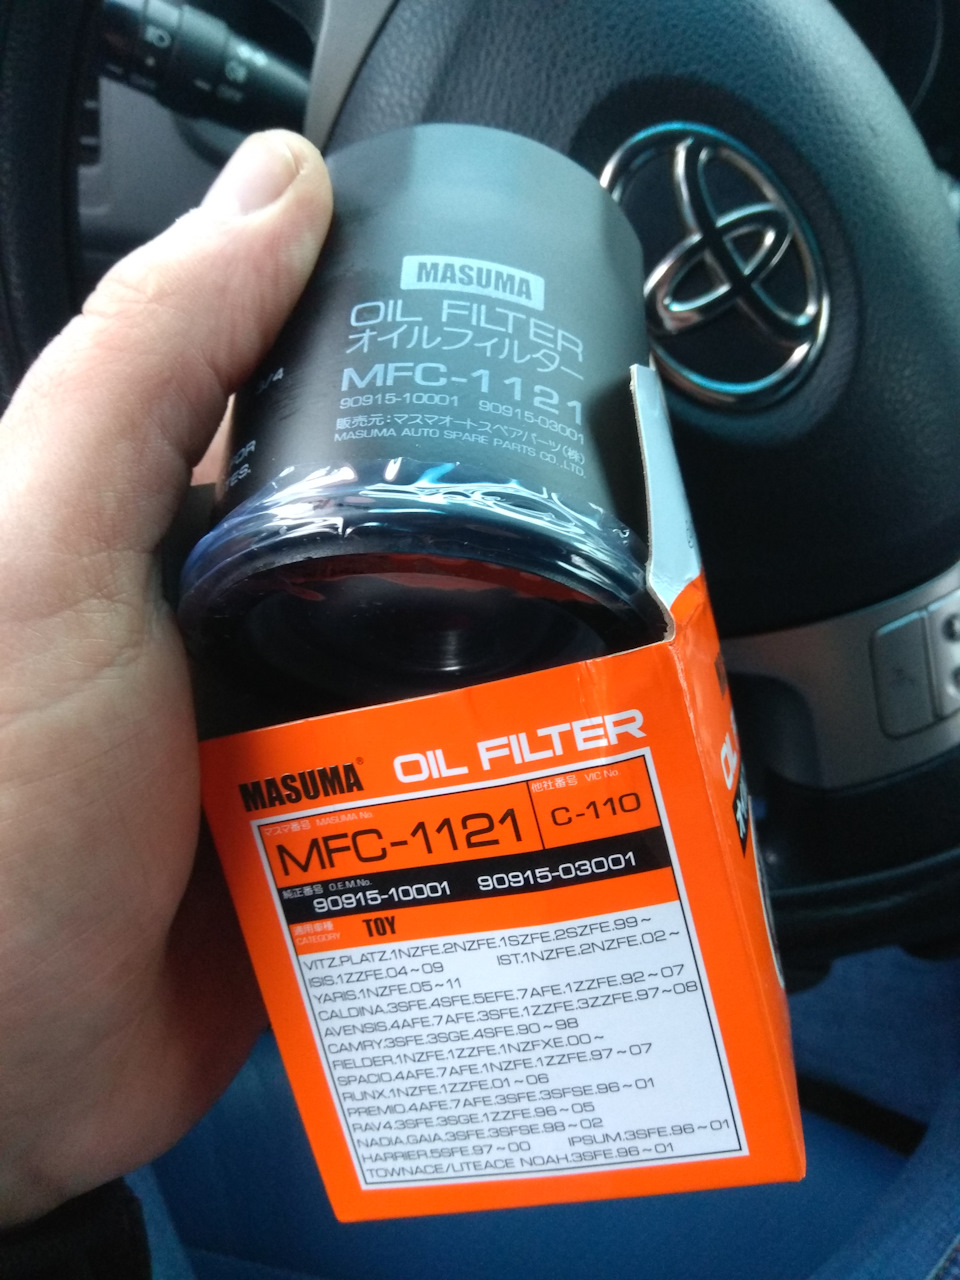 OFF
MASUMA
OIL FILTER
オイルフィルター
MFC-1121
90915-10001 90915-03001
販売元:マスマオートスペアパーツ(株)
MASUMA AUTO SPARE PARTS CO.,LTD.
3/4
MASUMA® OIL FILTER
マスマ番号 MASUMA No.
MFC-1121
他社番号 VIC No.
C-110
純正番号 O.E.M.No.
90915-10001 90915-03001
適用車種
CATEGORY
TOY
VITZ.PLATZ.1NZFE.2NZFE.1SZFE.2SZFE.99~
ISIS.1ZZFE.04~09 IST.1NZFE.2NZFE.02~
YARIS.1NZFE.05~11
CALDINA.3SFE.4SFE.5EFE.7AFE.1ZZFE.92~07
AVENSIS.4AFE.7AFE.3SFE.1ZZFE.3ZZFE.97~08
CAMRY.3SFE.3SGE.4SFE.90~98
FIELDER.1NZFE.1ZZFE.1NZFXE.00~
SPACIO.4AFE.7AFE.1NZFE.1ZZFE.97~07
RUNX.1NZFE.1ZZFE.01~06
PREMIO.4AFE.7AFE.3SFE.3SFSE.96~01
RAV4.3SFE.3SGE.1ZZFE.96~05
NADIA.GAIA.3SFE.3SFSE.98~02
HARRIER.5SFE.97~00 IPSUM.3SFE.96~01
TOWNACE/LITEACE NOAH.3SFE.96~01